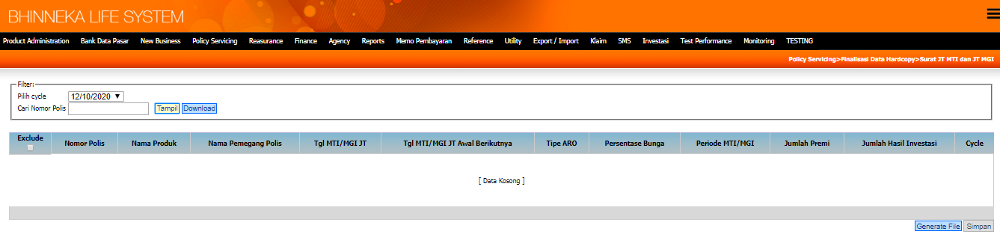 BHINNEKA LIFE SYSTEM
Product Administration Bank Data Pasar New Business Policy Servicing Reasurance Finance Agency Reports Memo Pembayaran Reference Utility Export / Import Klaim SMS Investasi Test Performance Monitoring TESTING
Policy Servicing>Finalisasi Data Hardcopy>Surat JT MTI dan JT MGI
Filter:
Pilih cycle 12/10/2020
Cari Nomor Polis Tampil Download
Exclude Nomor Polis Nama Produk Nama Pemegang Polis Tgl MTI/MGI JT Tgl MTI/MGI JT Awal Berikutnya Tipe ARO Persentase Bunga Periode MTI/MGI Jumlah Premi Jumlah Hasil Investasi Cycle
[ Data Kosong ]
Generate File Simpan